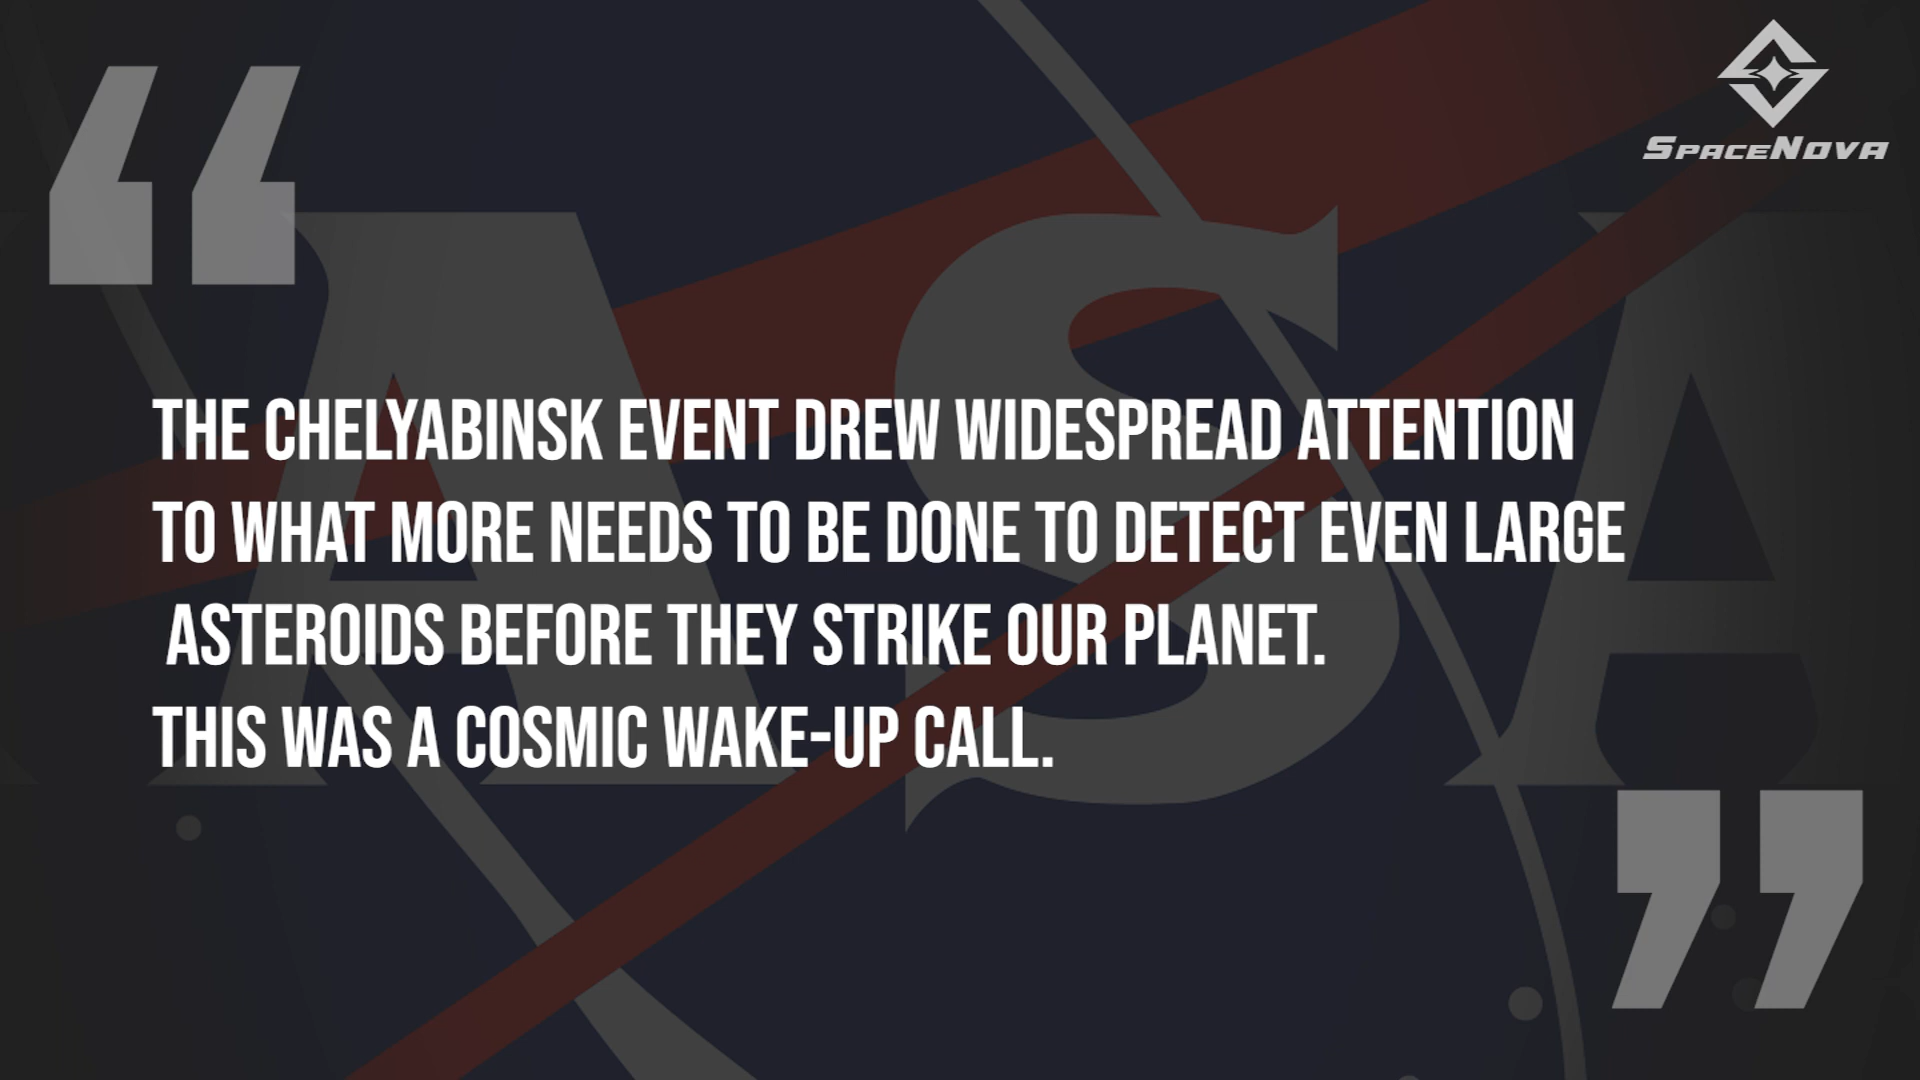 SPACENOVA
“
THE CHELYABINSK EVENT DREW WIDESPREAD ATTENTION
TO WHAT MORE NEEDS TO BE DONE TO DETECT EVEN LARGE
ASTEROIDS BEFORE THEY STRIKE OUR PLANET.
THIS WAS A COSMIC WAKE-UP CALL.
”
ASA